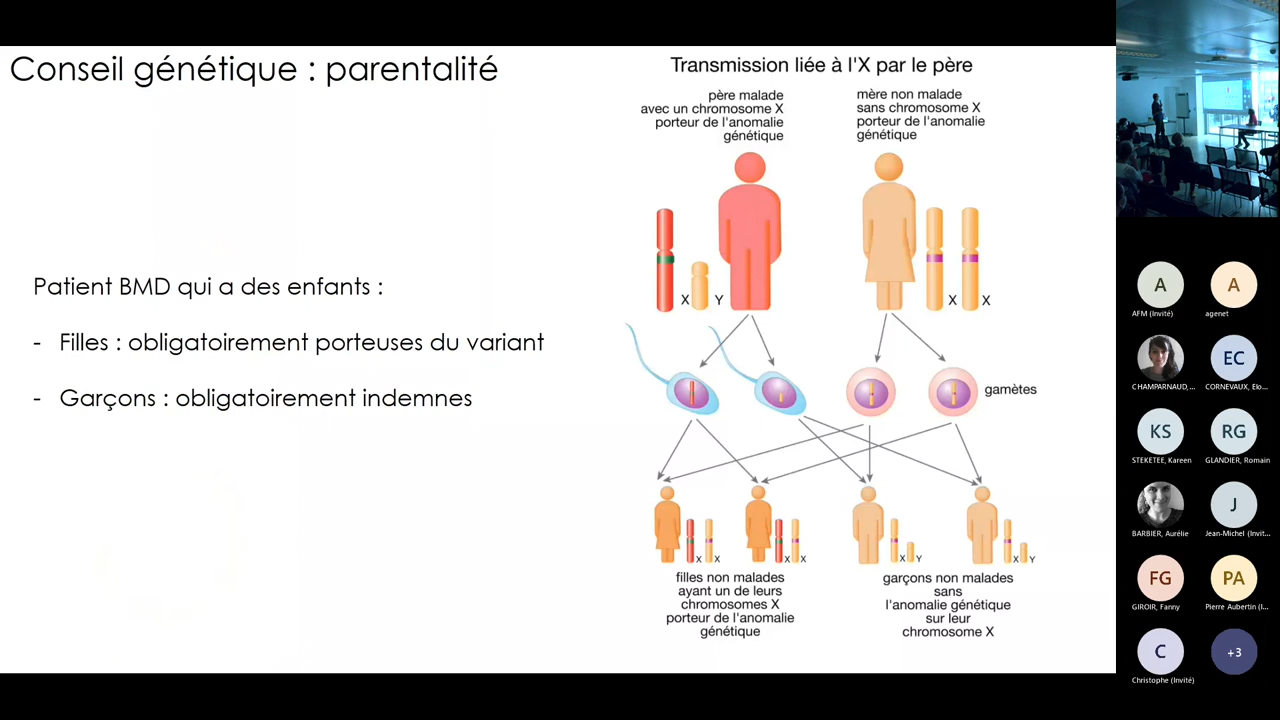 Conseil génétique : parentalité
Patient BMD qui a des enfants :
- Filles : obligatoirement porteuses du variant
- Garçons : obligatoirement indemnes
Transmission liée à l'X par le père
père malade
avec un chromosome X
porteur de l'anomalie
génétique
mère non malade
sans chromosome X
porteur de l'anomalie
génétique
X Y
X X
gamètes
X X
X X
X Y
X Y
filles non malades
ayant un de leurs
chromosomes X
porteur de l'anomalie
génétique
garçons non malades
sans
l'anomalie génétique
sur leur
chromosome X
A
AFM (Invité)
A
agenet
CHAMPARNAUD, ...
EC
CORNEVAUX, Elo...
KS
STEKETEE, Kareen
RG
GLANDIER, Romain
BARBIER, Aurélie
J
Jean-Michel (Invit...
FG
GIROIR, Fanny
PA
Pierre Aubertin (I...
C
Christophe (Invité)
+3